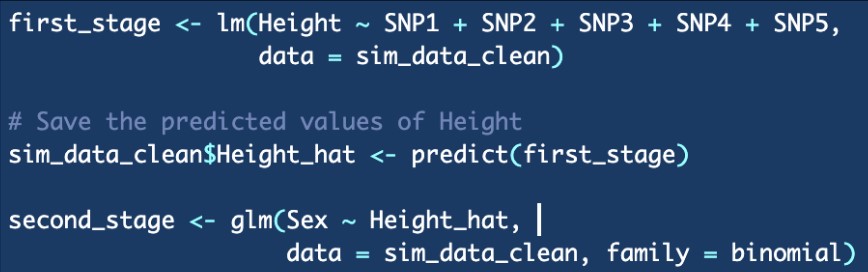 first_stage <- lm(Height ~ SNP1 + SNP2 + SNP3 + SNP4 + SNP5,
                  data = sim_data_clean)
# Save the predicted values of Height
sim_data_clean$Height_hat <- predict(first_stage)
second_stage <- glm(Sex ~ Height_hat,
                    data = sim_data_clean, family = binomial)